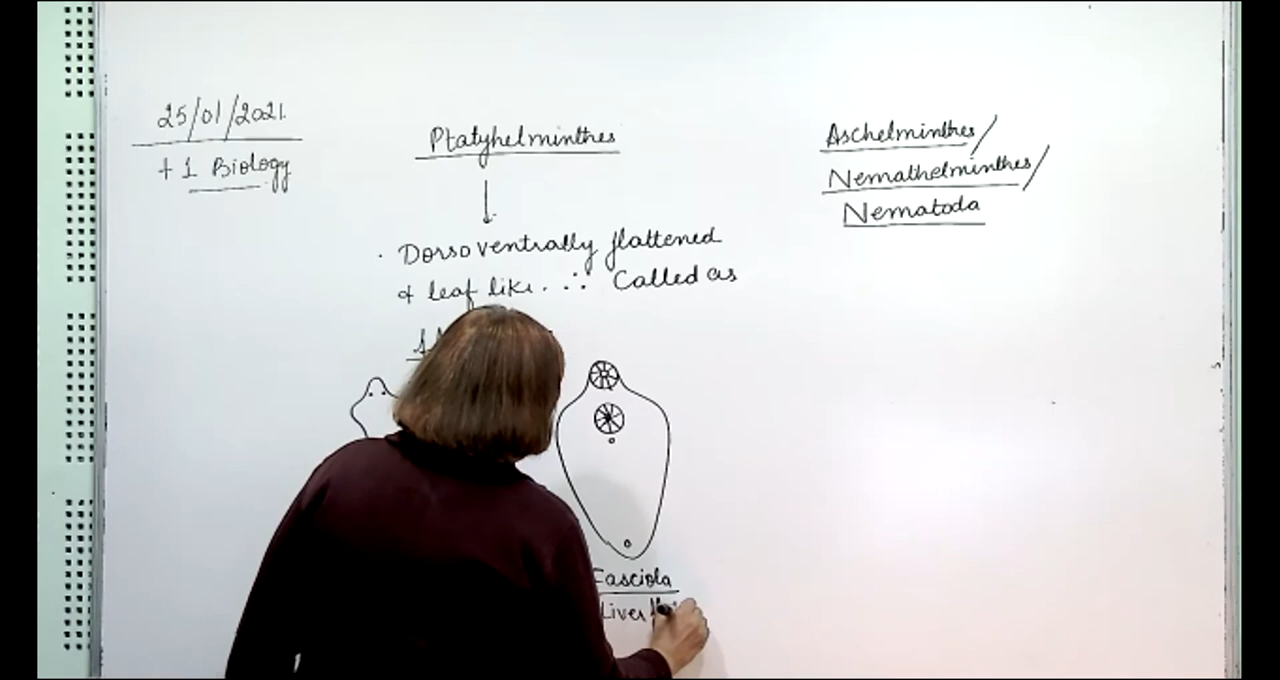 25/01/2021
+1 Biology
Platyhelminthes
· Dorsoventrally flattened
& leaf like. ∴ Called as
Fasciola
Liver
Aschelminthes/
Nemathelminthes/
Nematoda